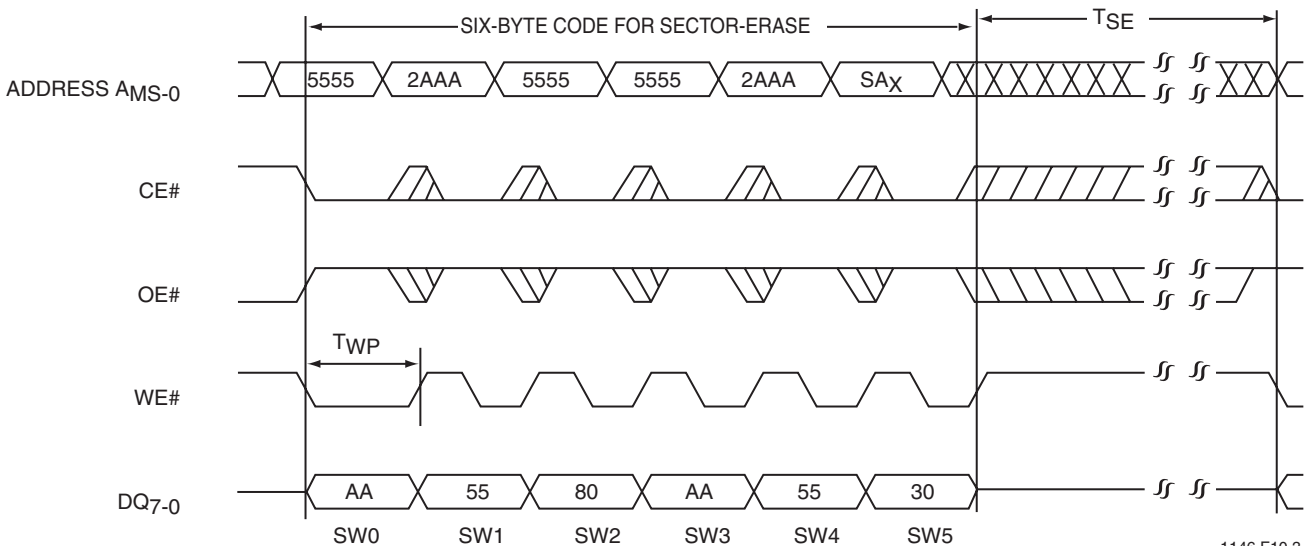 SIX-BYTE CODE FOR SECTOR-ERASE TSE
ADDRESS AMS-0 5555 2AAA 5555 5555 2AAA SAX
CE#
OE#
TWP
WE#
DQ7-0 AA 55 80 AA 55 30
SW0 SW1 SW2 SW3 SW4 SW5